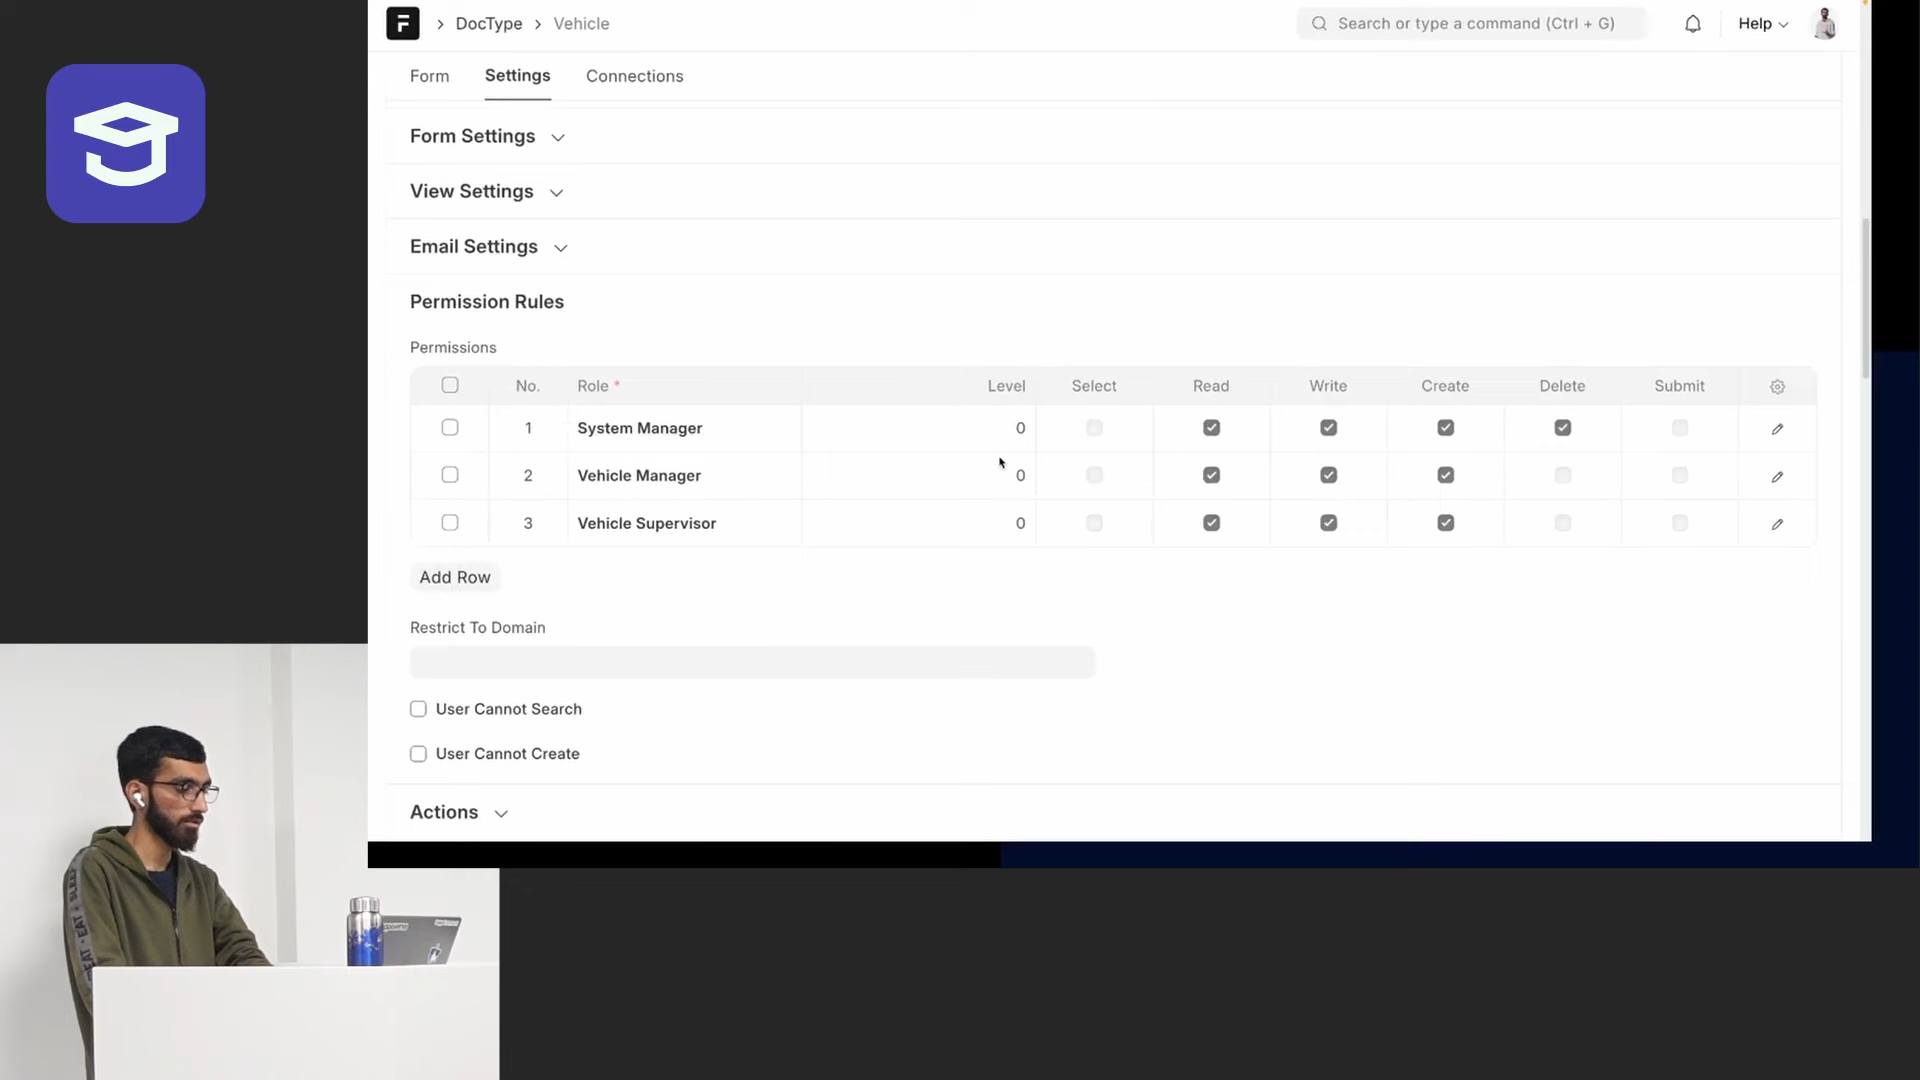 DocType > Vehicle
Search or type a command (Ctrl + G)
Help
Form
Settings
Connections
Form Settings
View Settings
Email Settings
Permission Rules
Permissions
No. Role * Level Select Read Write Create Delete Submit
1 System Manager 0
2 Vehicle Manager 0
3 Vehicle Supervisor 0
Add Row
Restrict To Domain
User Cannot Search
User Cannot Create
Actions
EAT • SLEEP